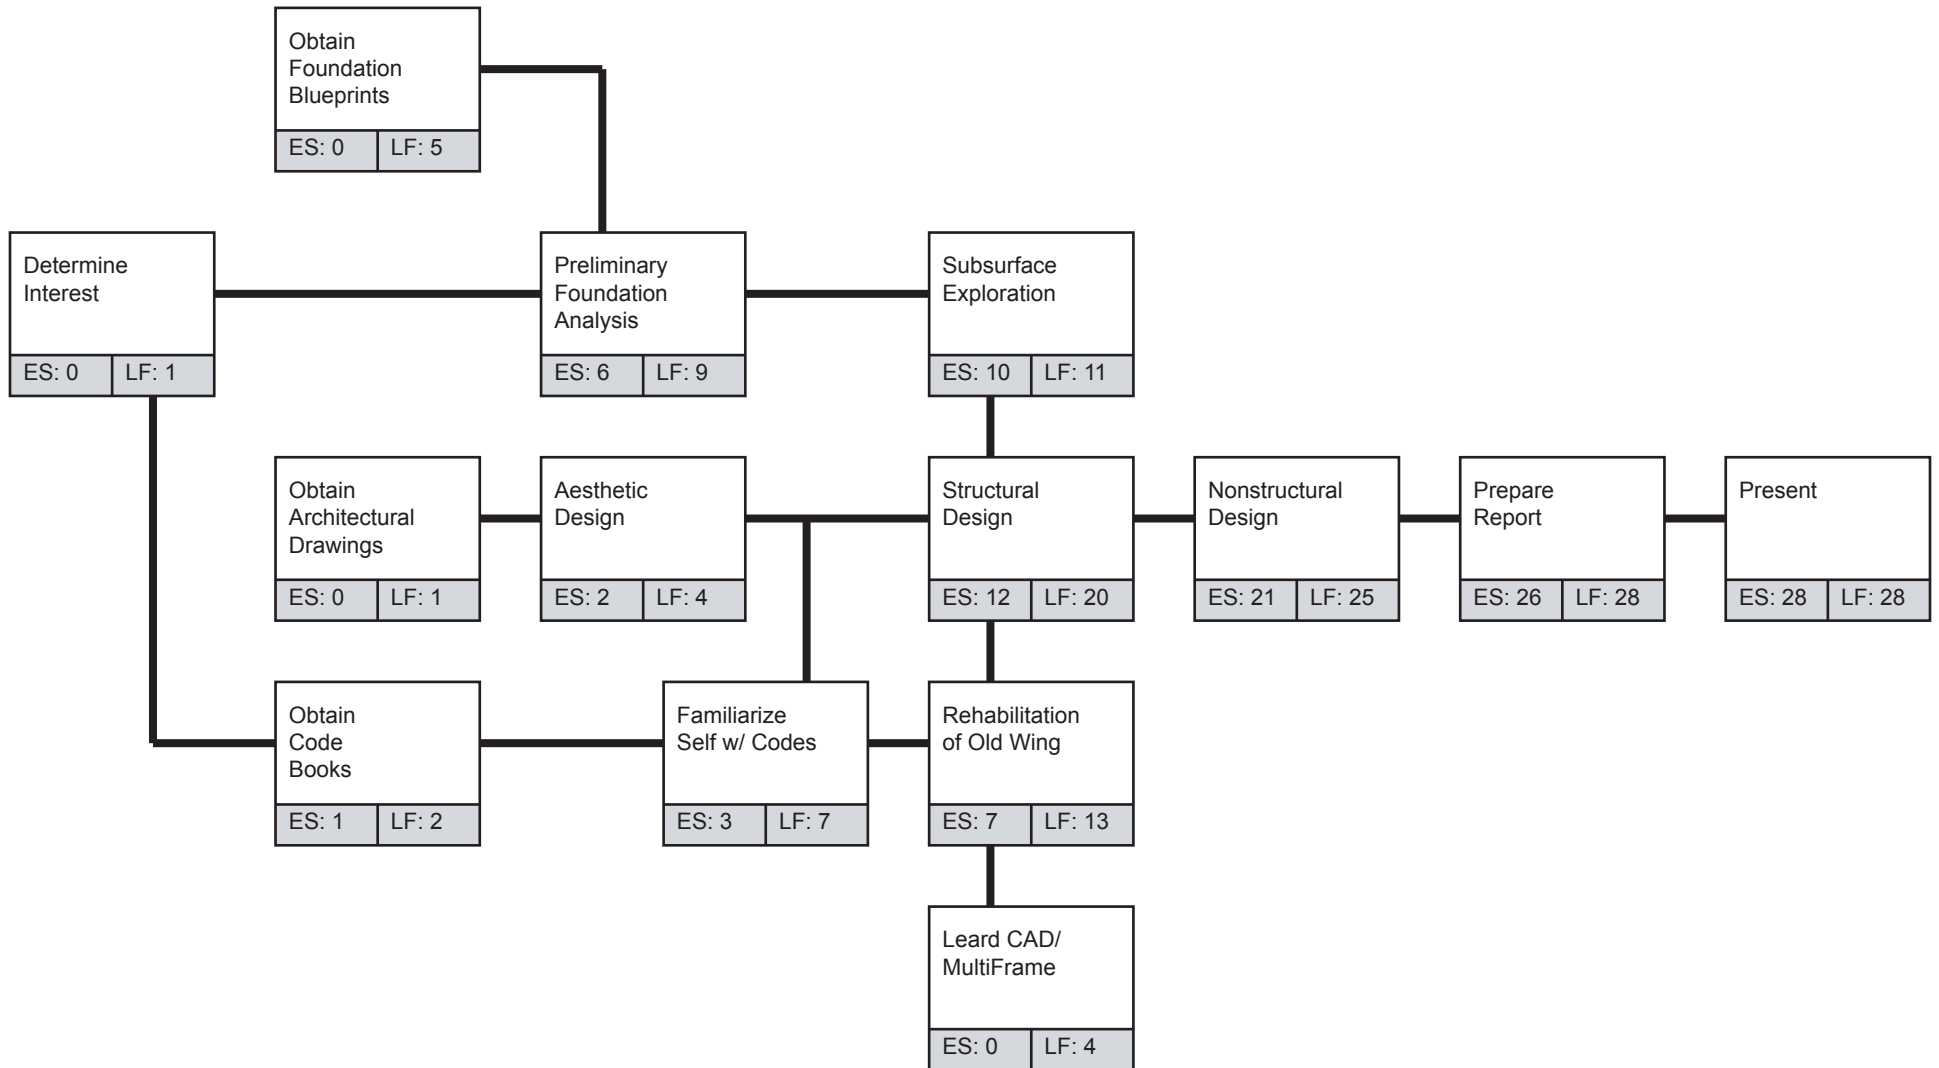 Obtain
Foundation
Blueprints
ES: 0 LF: 5
Determine
Interest
ES: 0 LF: 1
Preliminary
Foundation
Analysis
ES: 6 LF: 9
Subsurface
Exploration
ES: 10 LF: 11
Obtain
Architectural
Drawings
ES: 0 LF: 1
Aesthetic
Design
ES: 2 LF: 4
Structural
Design
ES: 12 LF: 20
Nonstructural
Design
ES: 21 LF: 25
Prepare
Report
ES: 26 LF: 28
Present
ES: 28 LF: 28
Obtain
Code
Books
ES: 1 LF: 2
Familiarize
Self w/ Codes
ES: 3 LF: 7
Rehabilitation
of Old Wing
ES: 7 LF: 13
Leard CAD/
MultiFrame
ES: 0 LF: 4